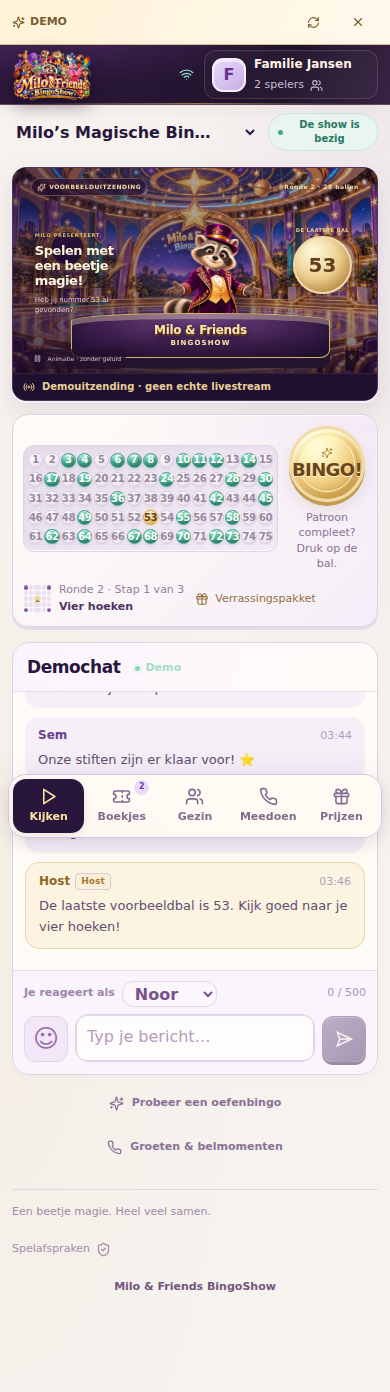 DEMO
Milo & Friends
BINGOSHOW
F
Familie Jansen
2 spelers
Milo’s Magische Bin…
De show is bezig
VOORBEELDUITZENDING
Ronde 2 · 28 ballen
MILO PRESENTEERT
Spelen met
een beetje
magie!
Heb jij nummer 53 al
gevonden?
DE LAATSTE BAL
53
Milo & Friends
BINGOSHOW
Animatie · zonder geluid
Demouitzending · geen echte livestream
1 2 3 4 5 6 7 8 9 10 11 12 13 14 15
16 17 18 19 20 21 22 23 24 25 26 27 28 29 30
31 32 33 34 35 36 37 38 39 40 41 42 43 44 45
46 47 48 49 50 51 52 53 54 55 56 57 58 59 60
61 62 63 64 65 66 67 68 69 70 71 72 73 74 75
BINGO!
Patroon
compleet?
Druk op de
bal.
Ronde 2 · Stap 1 van 3
Vier hoeken
Verrassingspakket
Demochat
Demo
Sem
03:44
Onze stiften zijn er klaar voor! ⭐
Kijken
Boekjes
2
Gezin
Meedoen
Prijzen
Host
Host
03:46
De laatste voorbeeldbal is 53. Kijk goed naar je
vier hoeken!
Je reageert als
Noor
0 / 500
Typ je bericht…
Probeer een oefenbingo
Groeten & belmomenten
Een beetje magie. Heel veel samen.
Spelafspraken
Milo & Friends BingoShow